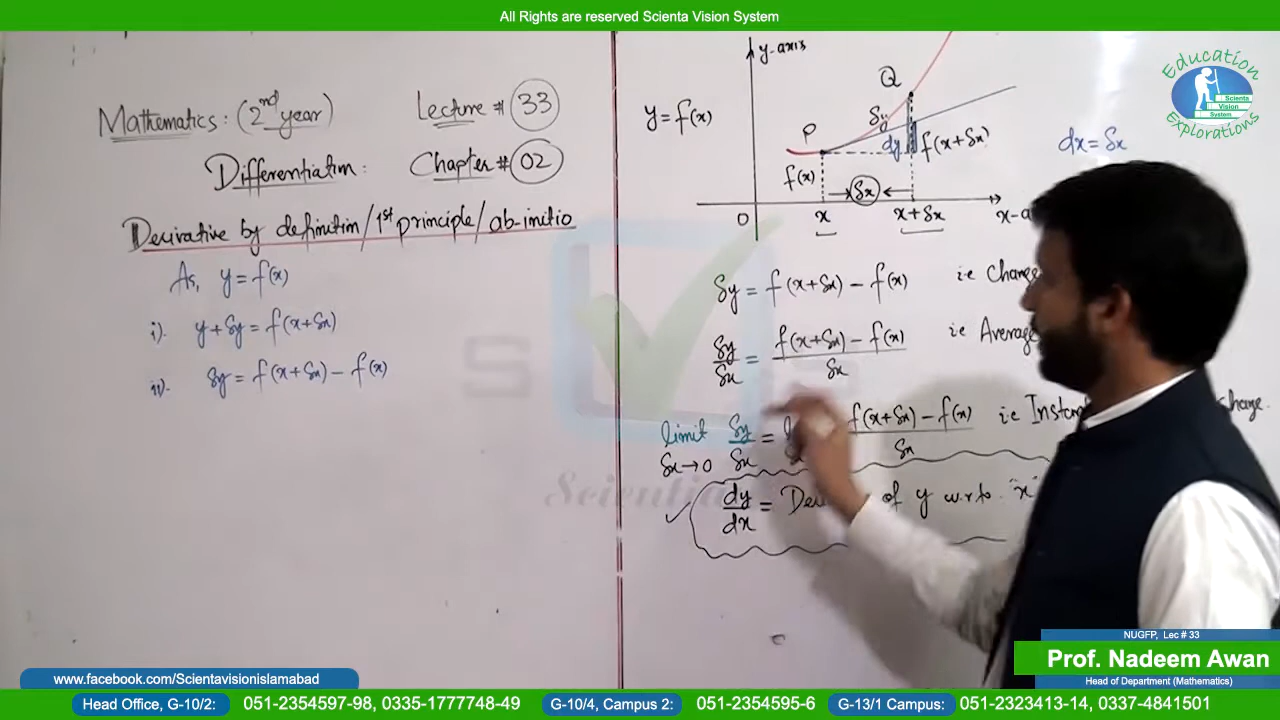 All Rights are reserved Scienta Vision System
Mathematics: (2nd year) Lecture # 33
Differentiation: Chapter # 02
Derivative by definition/1st principle/ab-initio
As, y = f(x)
i). y + δy = f(x+δx)
ii). δy = f(x+δx) - f(x)
y-axis
y = f(x)
P
Q
δy
dy
f(x+δx)
f(x)
δx
0
x
x+δx
dx = δx
δy = f(x+δx) - f(x) i.e Change
δy/δx = f(x+δx) - f(x) / δx i.e Average
limit δx→0 δy/δx = f(x+δx) - f(x) / δx i.e
dy/dx = of y w.r.to "x"
Education
Scienta
Vision
System
Explorations
NUGFP, Lec # 33
Prof. Nadeem Awan
Head of Department (Mathematics)
www.facebook.com/Scientavisionislamabad
Head Office, G-10/2: 051-2354597-98, 0335-1777748-49 G-10/4, Campus 2: 051-2354595-6 G-13/1 Campus: 051-2323413-14, 0337-4841501